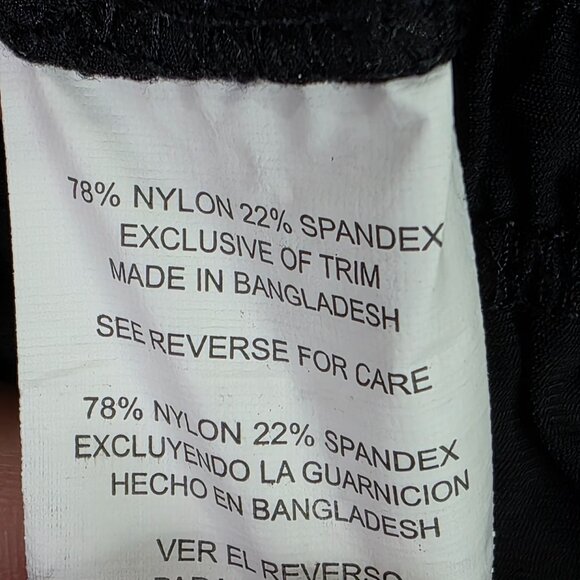 78% NYLON 22% SPANDEX
EXCLUSIVE OF TRIM
MADE IN BANGLADESH
SEE REVERSE FOR CARE
78% NYLON 22% SPANDEX
EXCLUYENDO LA GUARNICION
HECHO EN BANGLADESH
VER EL REVERSO